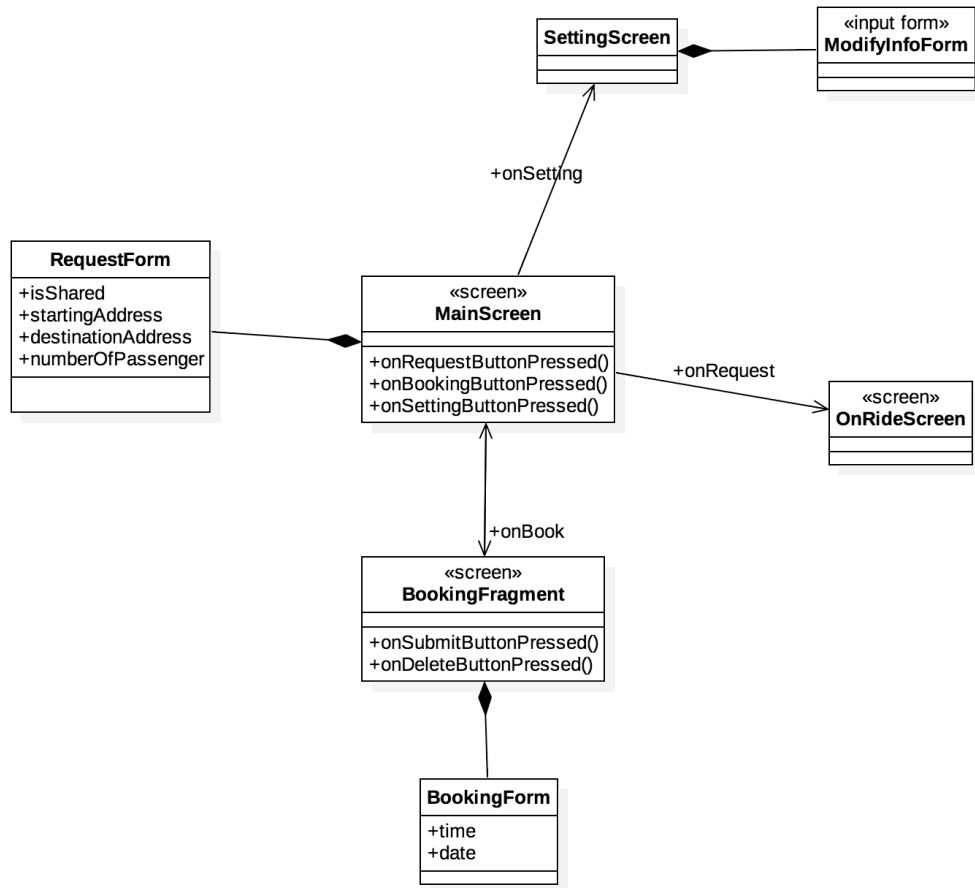 SettingScreen
«input form»
ModifyInfoForm
+onSetting
RequestForm
+isShared
+startingAddress
+destinationAddress
+numberOfPassenger
«screen»
MainScreen
+onRequestButtonPressed()
+onBookingButtonPressed()
+onSettingButtonPressed()
+onRequest
«screen»
OnRideScreen
+onBook
«screen»
BookingFragment
+onSubmitButtonPressed()
+onDeleteButtonPressed()
BookingForm
+time
+date